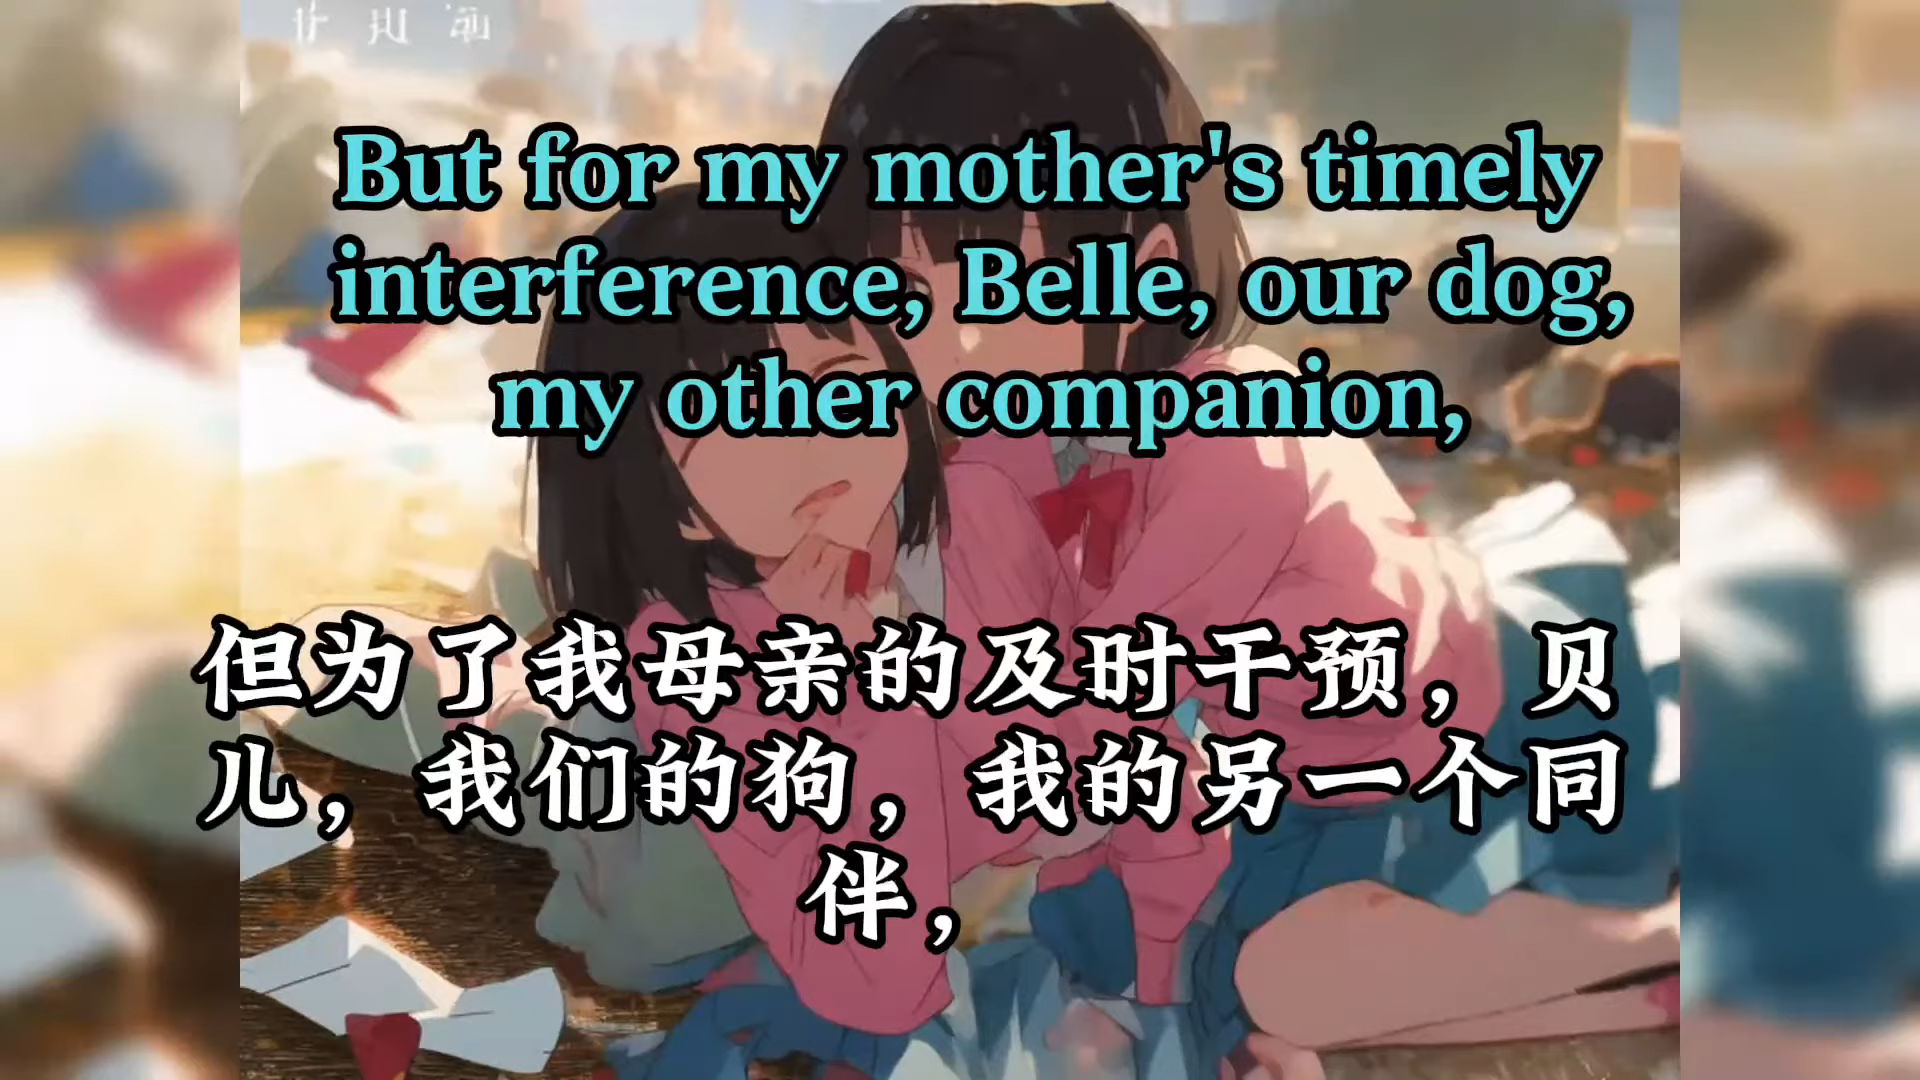 But for my mother's timely
interference, Belle, our dog,
my other companion,
但为了我母亲的及时干预，贝
儿，我们的狗，我的另一个同
伴，